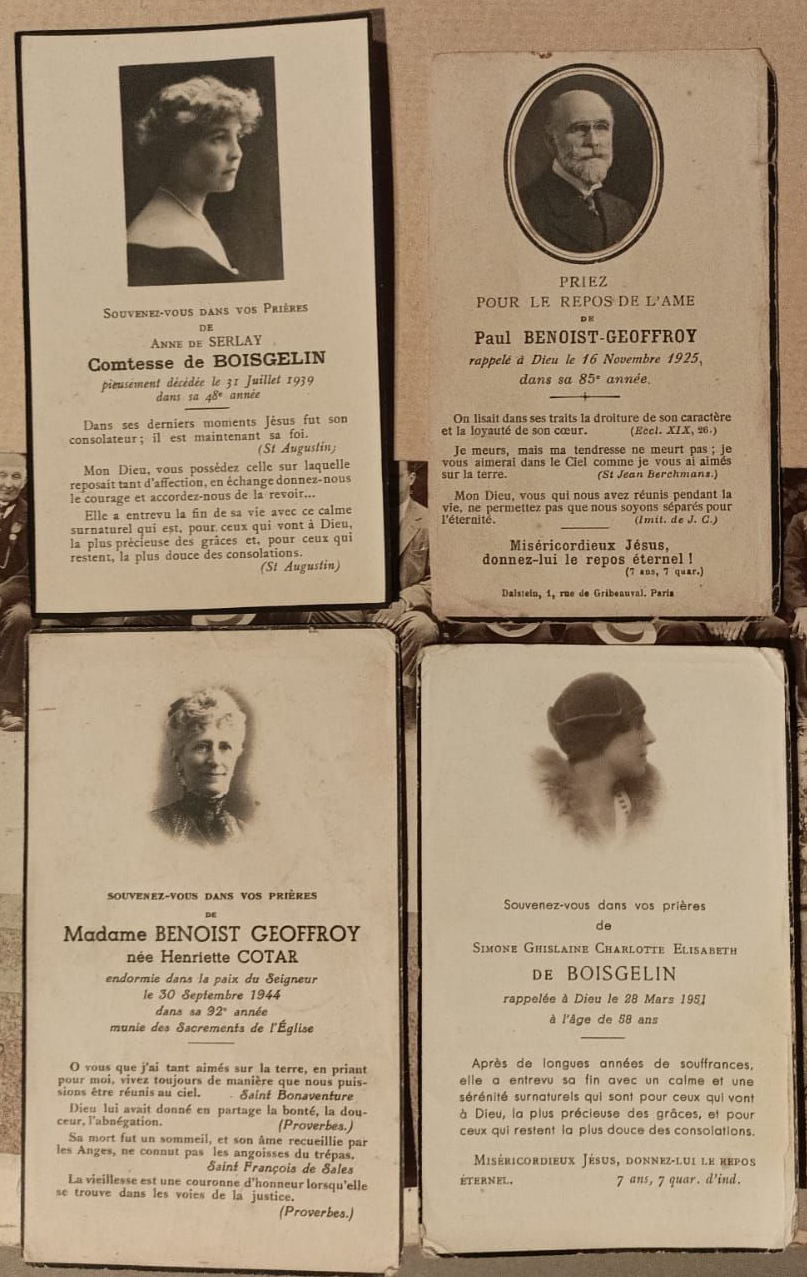 Souvenez-vous dans vos Prières
DE
Anne de SERLAY
Comtesse de BOISGELIN
pieusement décédée le 31 Juillet 1939
dans sa 48e année
Dans ses derniers moments Jésus fut son
consolateur ; il est maintenant sa foi.
(St Augustin;
Mon Dieu, vous possédez celle sur laquelle
reposait tant d'affection, en échange donnez-nous
le courage et accordez-nous de la revoir...
Elle a entrevu la fin de sa vie avec ce calme
surnaturel qui est, pour ceux qui vont à Dieu,
la plus précieuse des grâces et, pour ceux qui
restent, la plus douce des consolations.
(St Augustin)
PRIEZ
POUR LE REPOS DE L'AME
DE
Paul BENOIST-GEOFFROY
rappelé à Dieu le 16 Novembre 1925,
dans sa 85e année.
On lisait dans ses traits la droiture de son caractère
et la loyauté de son cœur. (Eccl. XIX, 26.)
Je meurs, mais ma tendresse ne meurt pas ; je
vous aimerai dans le Ciel comme je vous ai aimés
sur la terre. (St Jean Berchmans.)
Mon Dieu, vous qui nous avez réunis pendant la
vie, ne permettez pas que nous soyons séparés pour
l'éternité. (Imit. de J. C.)
Miséricordieux Jésus,
donnez-lui le repos éternel !
(7 ans, 7 quar.)
Dalstein, 1, rue de Gribeauval. Paris
SOUVENEZ-VOUS DANS VOS PRIÈRES
DE
Madame BENOIST GEOFFROY
née Henriette COTAR
endormie dans la paix du Seigneur
le 30 Septembre 1944
dans sa 92e année
munie des Sacrements de l'Église
O vous que j'ai tant aimés sur la terre, en priant
pour moi, vivez toujours de manière que nous puis-
sions être réunis au ciel. Saint Bonaventure
Dieu lui avait donné en partage la bonté, la dou-
ceur, l'abnégation. (Proverbes.)
Sa mort fut un sommeil, et son âme recueillie par
les Anges, ne connut pas les angoisses du trépas.
Saint François de Sales
La vieillesse est une couronne d'honneur lorsqu'elle
se trouve dans les voies de la justice.
(Proverbes.)
Souvenez-vous dans vos prières
de
Simone Ghislaine Charlotte Elisabeth
DE BOISGELIN
rappelée à Dieu le 28 Mars 1951
à l'âge de 58 ans
Après de longues années de souffrances,
elle a entrevu sa fin avec un calme et une
sérénité surnaturels qui sont pour ceux qui vont
à Dieu, la plus précieuse des grâces, et pour
ceux qui restent la plus douce des consolations.
Miséricordieux Jésus, donnez-lui le repos
éternel. 7 ans, 7 quar. d'ind.